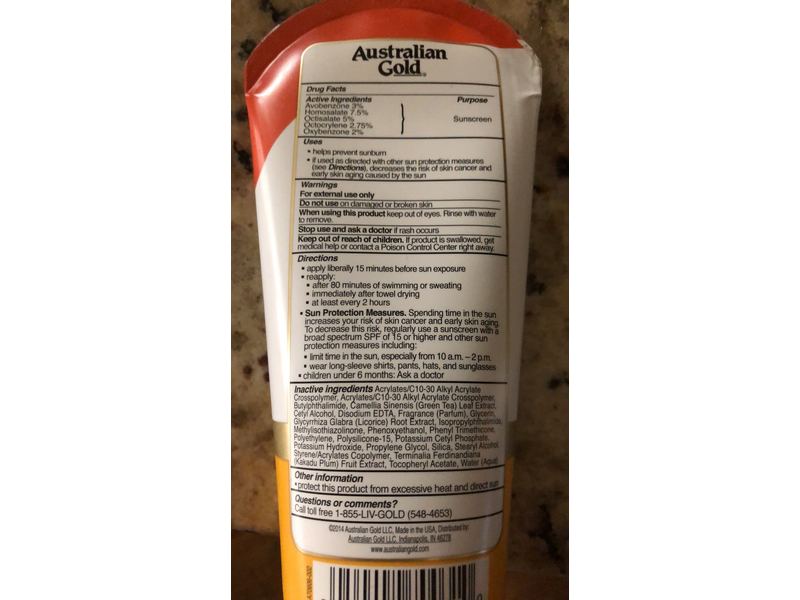 Australian
Gold®
Drug Facts
Active Ingredients Purpose
Avobenzone 3%
Homosalate 7.5%
Octisalate 5% Sunscreen
Octocrylene 2.75%
Oxybenzone 2%
Uses
• helps prevent sunburn
• if used as directed with other sun protection measures
(see Directions), decreases the risk of skin cancer and
early skin aging caused by the sun
Warnings
For external use only
Do not use on damaged or broken skin
When using this product keep out of eyes. Rinse with water
to remove.
Stop use and ask a doctor if rash occurs
Keep out of reach of children. If product is swallowed, get
medical help or contact a Poison Control Center right away.
Directions
• apply liberally 15 minutes before sun exposure
• reapply:
• after 80 minutes of swimming or sweating
• immediately after towel drying
• at least every 2 hours
• Sun Protection Measures. Spending time in the sun
increases your risk of skin cancer and early skin aging.
To decrease this risk, regularly use a sunscreen with a
broad spectrum SPF of 15 or higher and other sun
protection measures including:
• limit time in the sun, especially from 10 a.m. – 2 p.m.
• wear long-sleeve shirts, pants, hats, and sunglasses
• children under 6 months: Ask a doctor
Inactive ingredients Acrylates/C10-30 Alkyl Acrylate
Crosspolymer, Acrylates/C10-30 Alkyl Acrylate Crosspolymer,
Butylphthalimide, Camellia Sinensis (Green Tea) Leaf Extract,
Cetyl Alcohol, Disodium EDTA, Fragrance (Parfum), Glycerin,
Glycyrrhiza Glabra (Licorice) Root Extract, Isopropylphthalimide,
Methylisothiazolinone, Phenoxyethanol, Phenyl Trimethicone,
Polyethylene, Polysilicone-15, Potassium Cetyl Phosphate,
Potassium Hydroxide, Propylene Glycol, Silica, Stearyl Alcohol,
Styrene/Acrylates Copolymer, Terminalia Ferdinandiana
(Kakadu Plum) Fruit Extract, Tocopheryl Acetate, Water (Aqua)
Other information
• protect this product from excessive heat and direct sun
Questions or comments?
Call toll free 1-855-LIV-GOLD (548-4653)
©2014 Australian Gold LLC, Made in the USA, Distributed by:
Australian Gold LLC, Indianapolis, IN 46278
www.australiangold.com